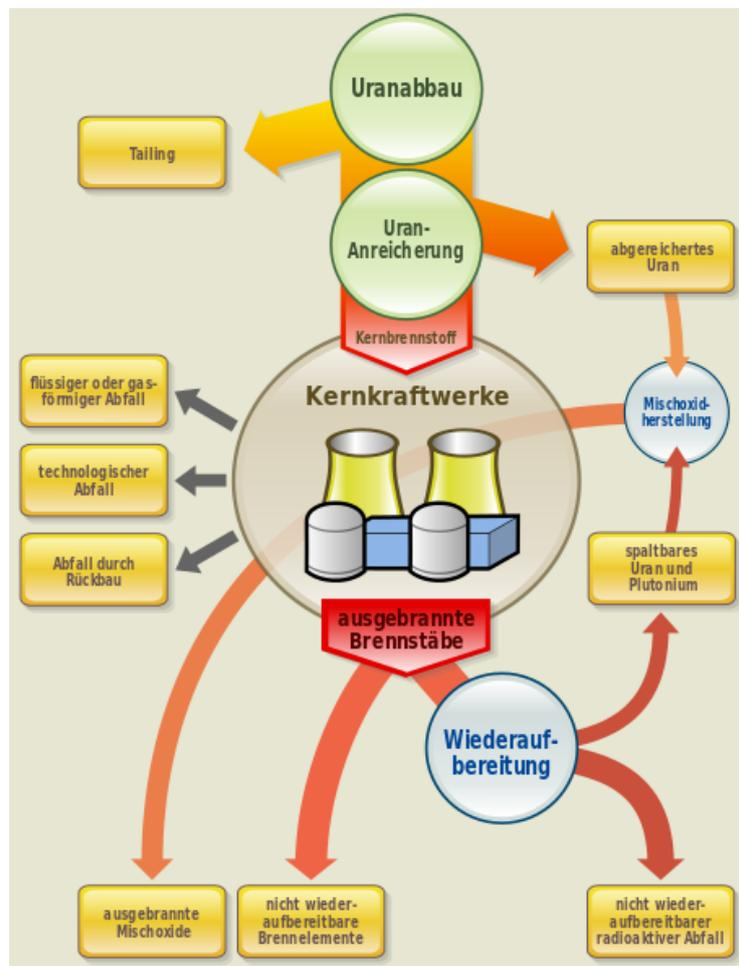 Uranabbau
Tailing
Uran-
Anreicherung
abgereichertes
Uran
Kernbrennstoff
Kernkraftwerke
flüssiger oder gas-
förmiger Abfall
Mischoxid-
herstellung
technologischer
Abfall
Abfall durch
Rückbau
spaltbares
Uran und
Plutonium
ausgebrannte
Brennstäbe
Wiederauf-
bereitung
ausgebrannte
Mischoxide
nicht wieder-
aufbereitbare
Brennelemente
nicht wieder-
aufbereitbarer
radioaktiver Abfall